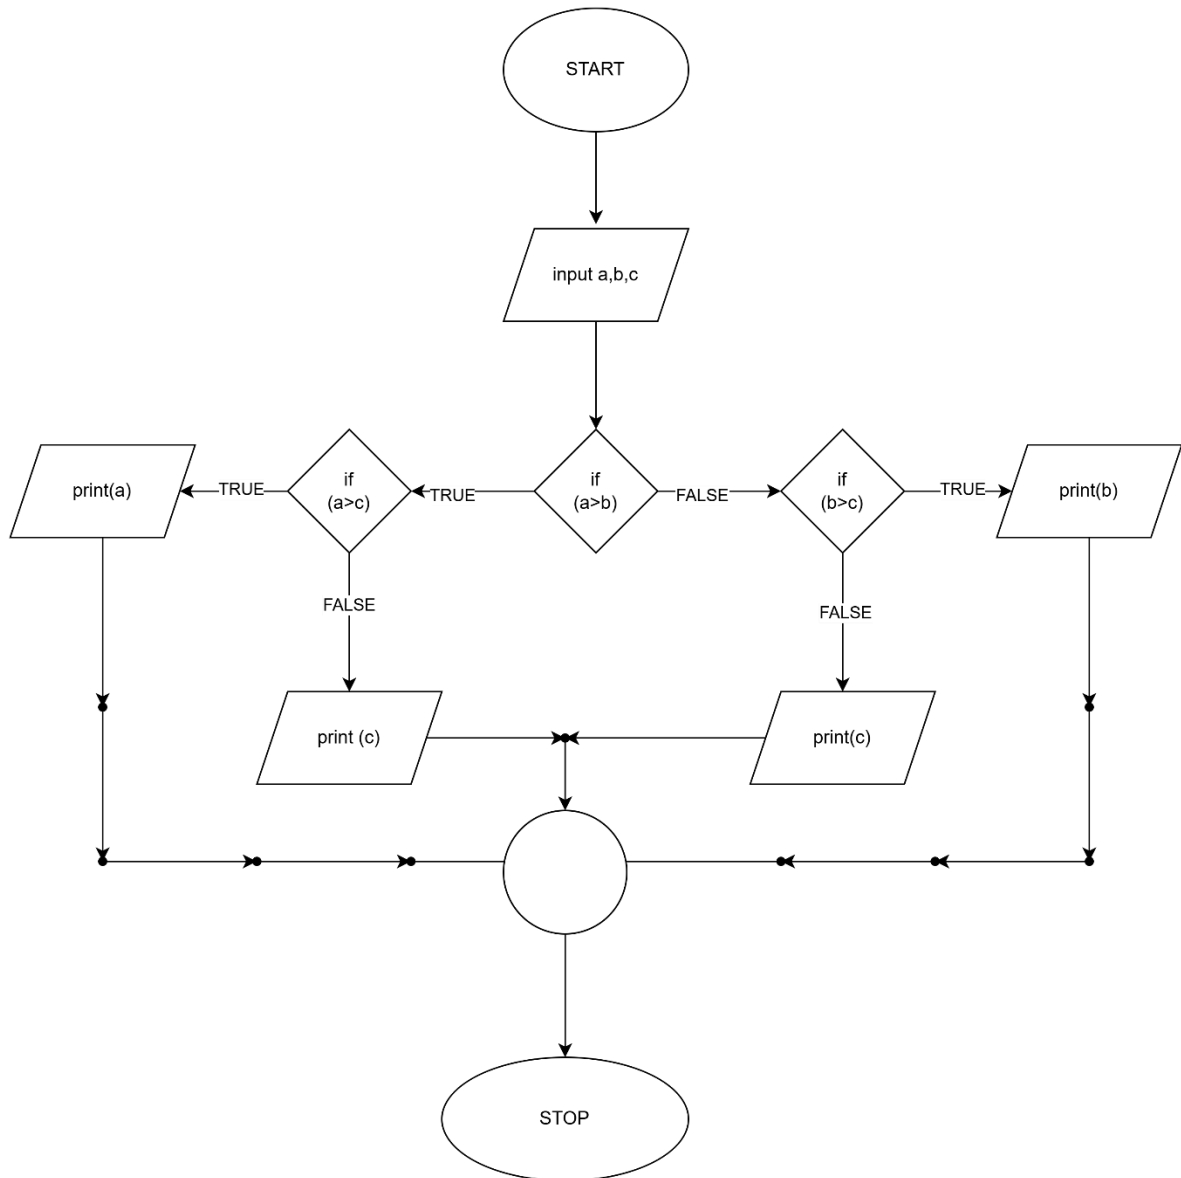 START
input a,b,c
print(a)
TRUE
if
(a>c)
TRUE
if
(a>b)
FALSE
if
(b>c)
TRUE
print(b)
FALSE
FALSE
print (c)
print(c)
STOP